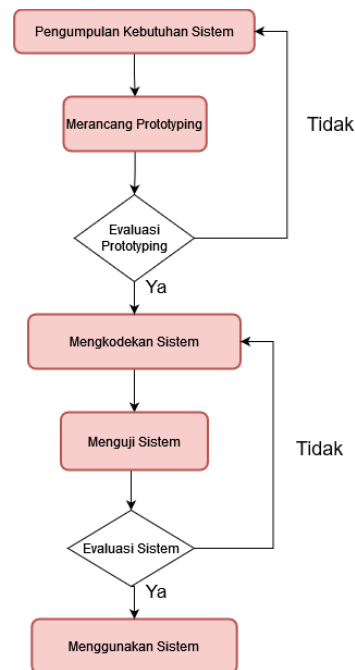 Pengumpulan Kebutuhan Sistem
Tidak
Merancang Prototyping
Evaluasi
Prototyping
Ya
Mengkodekan Sistem
Menguji Sistem
Tidak
Evaluasi Sistem
Ya
Menggunakan Sistem